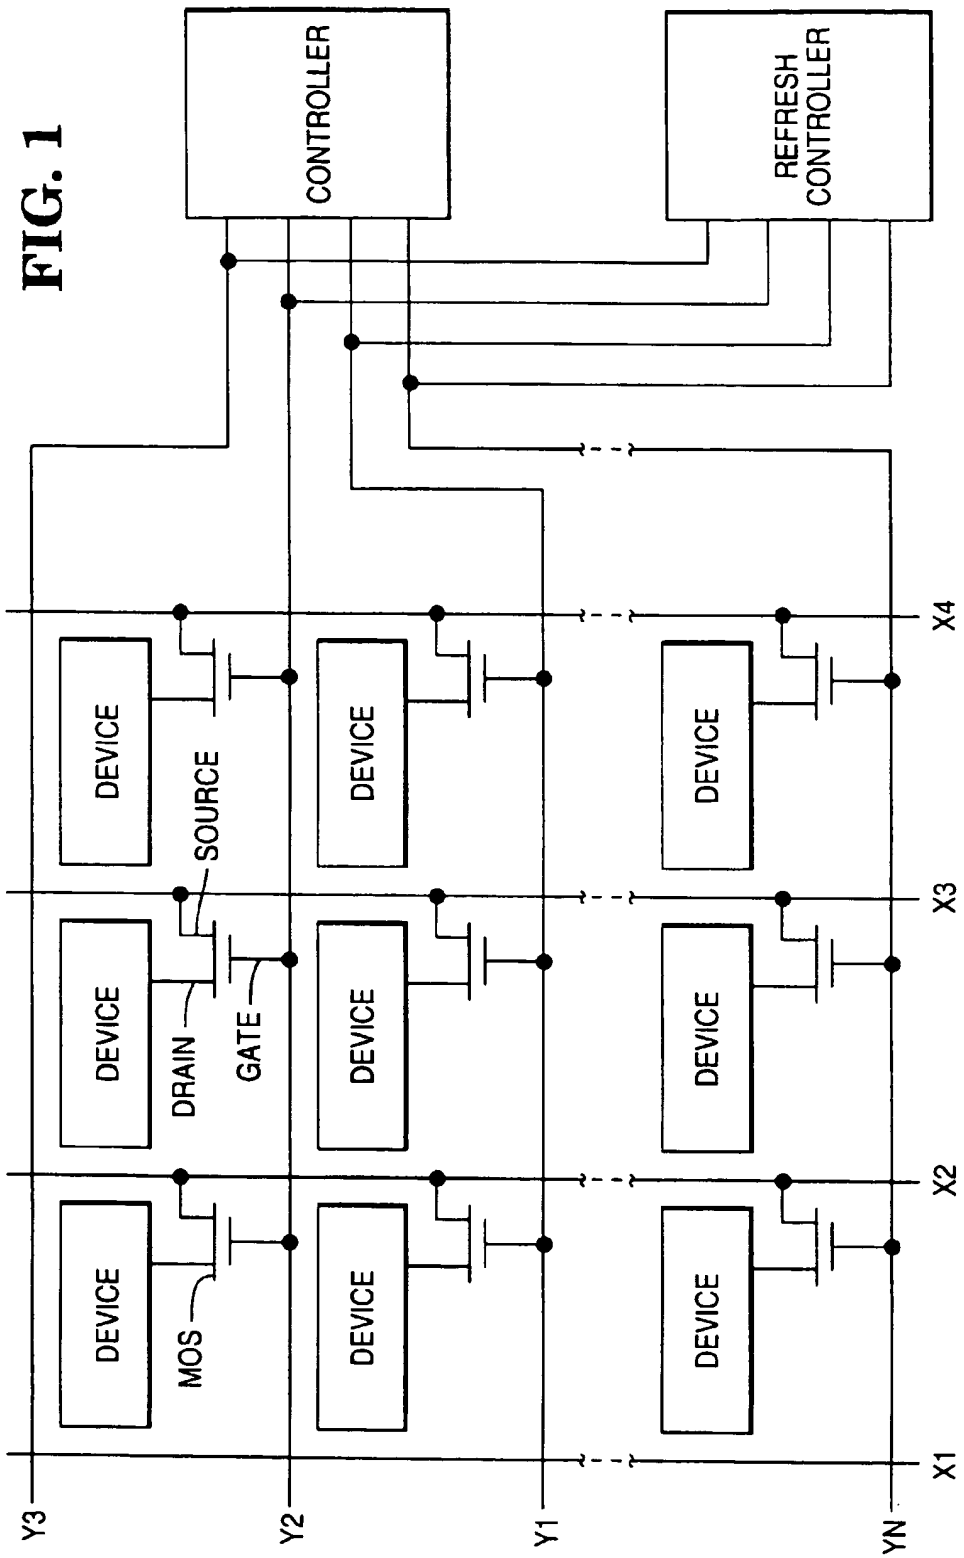 FIG. 1
CONTROLLER
REFRESH
CONTROLLER
Y3
DEVICE
DEVICE
DEVICE
MOS
DRAIN
SOURCE
GATE
Y2
DEVICE
DEVICE
DEVICE
Y1
DEVICE
DEVICE
DEVICE
YN
X1
X2
X3
X4